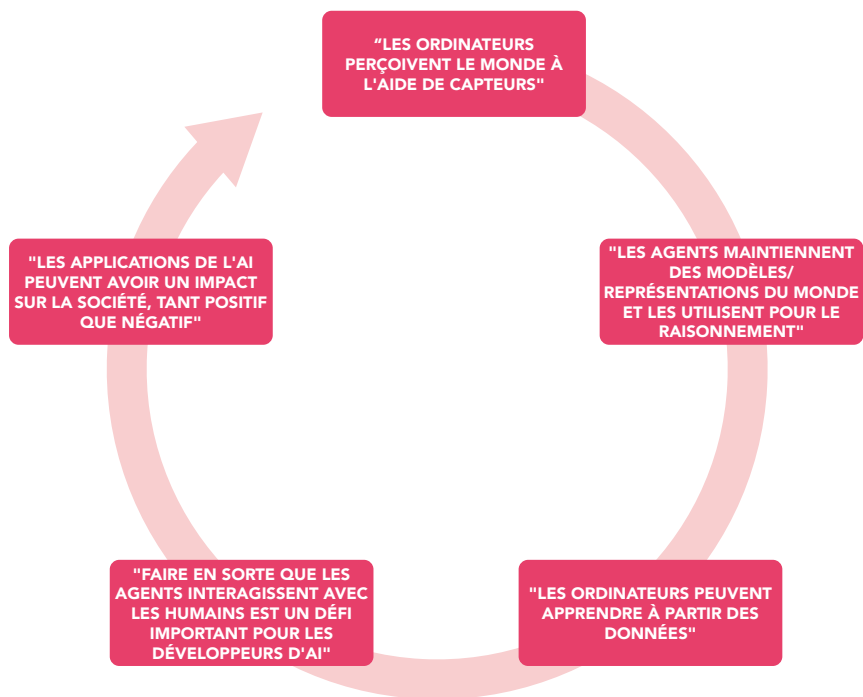 “LES ORDINATEURS
PERÇOIVENT LE MONDE À
L'AIDE DE CAPTEURS"
"LES AGENTS MAINTIENNENT
DES MODÈLES/
REPRÉSENTATIONS DU MONDE
ET LES UTILISENT POUR LE
RAISONNEMENT"
"LES ORDINATEURS PEUVENT
APPRENDRE À PARTIR DES
DONNÉES"
"FAIRE EN SORTE QUE LES
AGENTS INTERAGISSENT AVEC
LES HUMAINS EST UN DÉFI
IMPORTANT POUR LES
DÉVELOPPEURS D'AI"
"LES APPLICATIONS DE L'AI
PEUVENT AVOIR UN IMPACT
SUR LA SOCIÉTÉ, TANT POSITIF
QUE NÉGATIF"